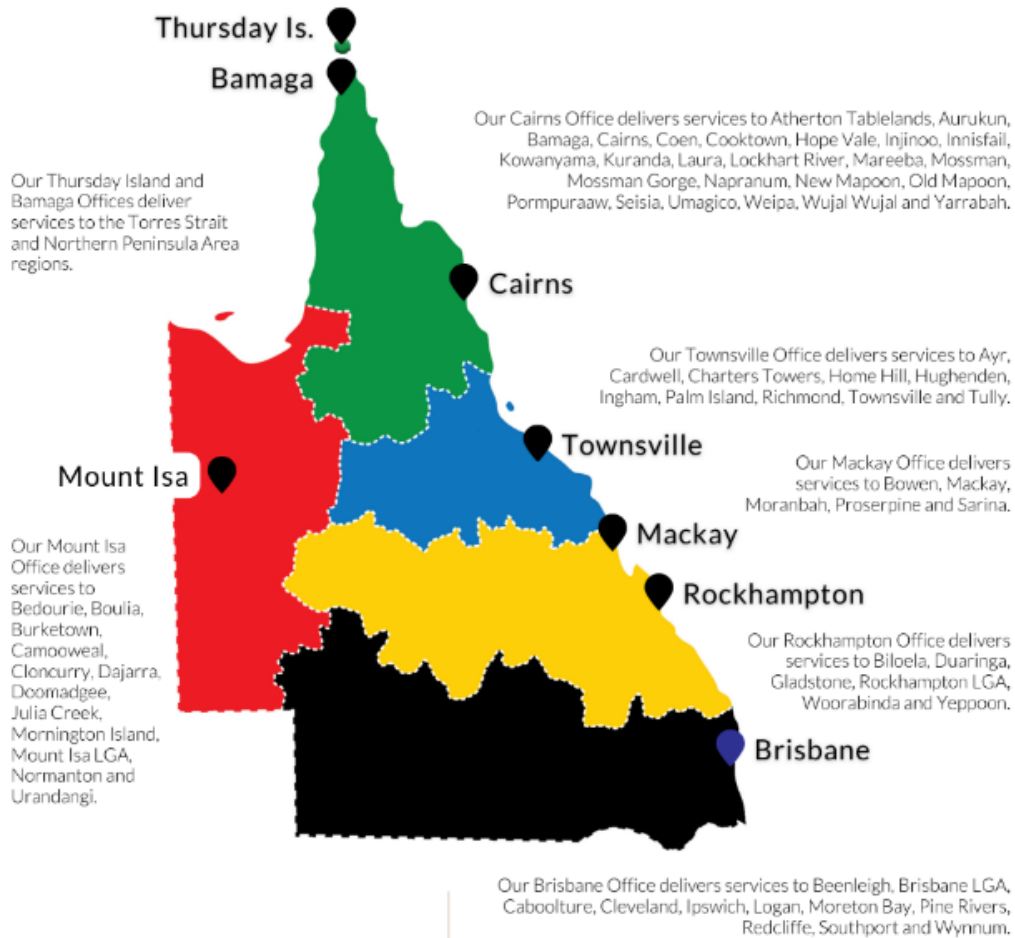 Thursday Is.
Bamaga
Our Cairns Office delivers services to Atherton Tablelands, Aurukun,
Bamaga, Cairns, Coen, Cooktown, Hope Vale, Injinoo, Innisfail,
Kowanyama, Kuranda, Laura, Lockhart River, Mareeba, Mossman,
Mossman Gorge, Napranum, New Mapoon, Old Mapoon,
Pormpuraaw, Seisia, Umagico, Weipa, Wujal Wujal and Yarrabah.
Our Thursday Island and
Bamaga Offices deliver
services to the Torres Strait
and Northern Peninsula Area
regions.
Cairns
Our Townsville Office delivers services to Ayr,
Cardwell, Charters Towers, Home Hill, Hughenden,
Ingham, Palm Island, Richmond, Townsville and Tully.
Townsville
Mount Isa
Our Mackay Office delivers
services to Bowen, Mackay,
Moranbah, Proserpine and Sarina.
Mackay
Our Mount Isa
Office delivers
services to
Bedourie, Boulia,
Burketown,
Camooweal,
Cloncurry, Dajarra,
Doomadgee,
Julia Creek,
Mornington Island,
Mount Isa LGA,
Normanton and
Urandangi.
Rockhampton
Our Rockhampton Office delivers
services to Biloela, Duaringa,
Gladstone, Rockhampton LGA,
Woorabinda and Yeppoon.
Brisbane
Our Brisbane Office delivers services to Beenleigh, Brisbane LGA,
Caboolture, Cleveland, Ipswich, Logan, Moreton Bay, Pine Rivers,
Redcliffe, Southport and Wynnum.